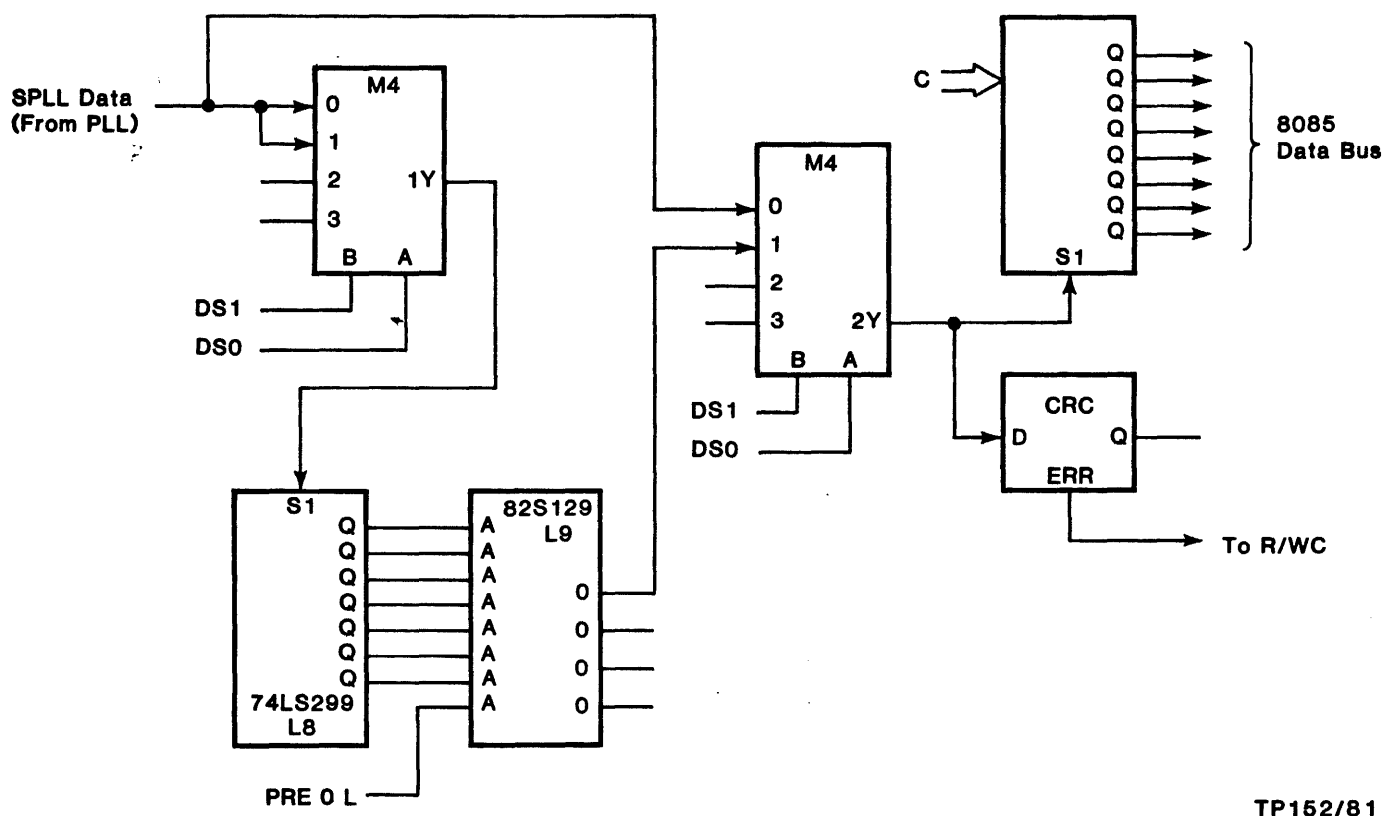 SPLL Data
(From PLL)
M4
0
1
2
3
1Y
B
A
DS1
DS0
M4
0
1
2
3
2Y
B
A
DS1
DS0
C
Q
Q
Q
Q
Q
Q
Q
Q
S1
8085
Data Bus
CRC
D
Q
ERR
To R/WC
S1
Q
Q
Q
Q
Q
Q
Q
74LS299
L8
82S129
L9
A
A
A
A
A
A
A
A
0
0
0
0
PRE 0 L
TP152/81